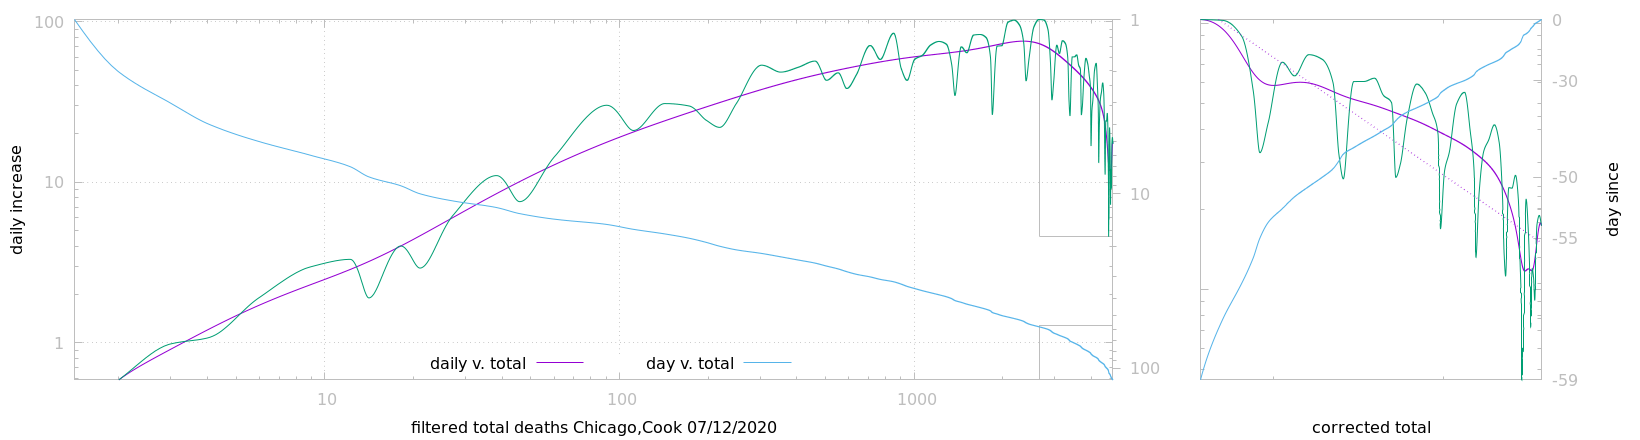 100
10
1
daily increase
10
100
1000
1
10
100
daily v. total
day v. total
filtered total deaths Chicago,Cook 07/12/2020
0
-30
-50
-55
-59
day since
corrected total